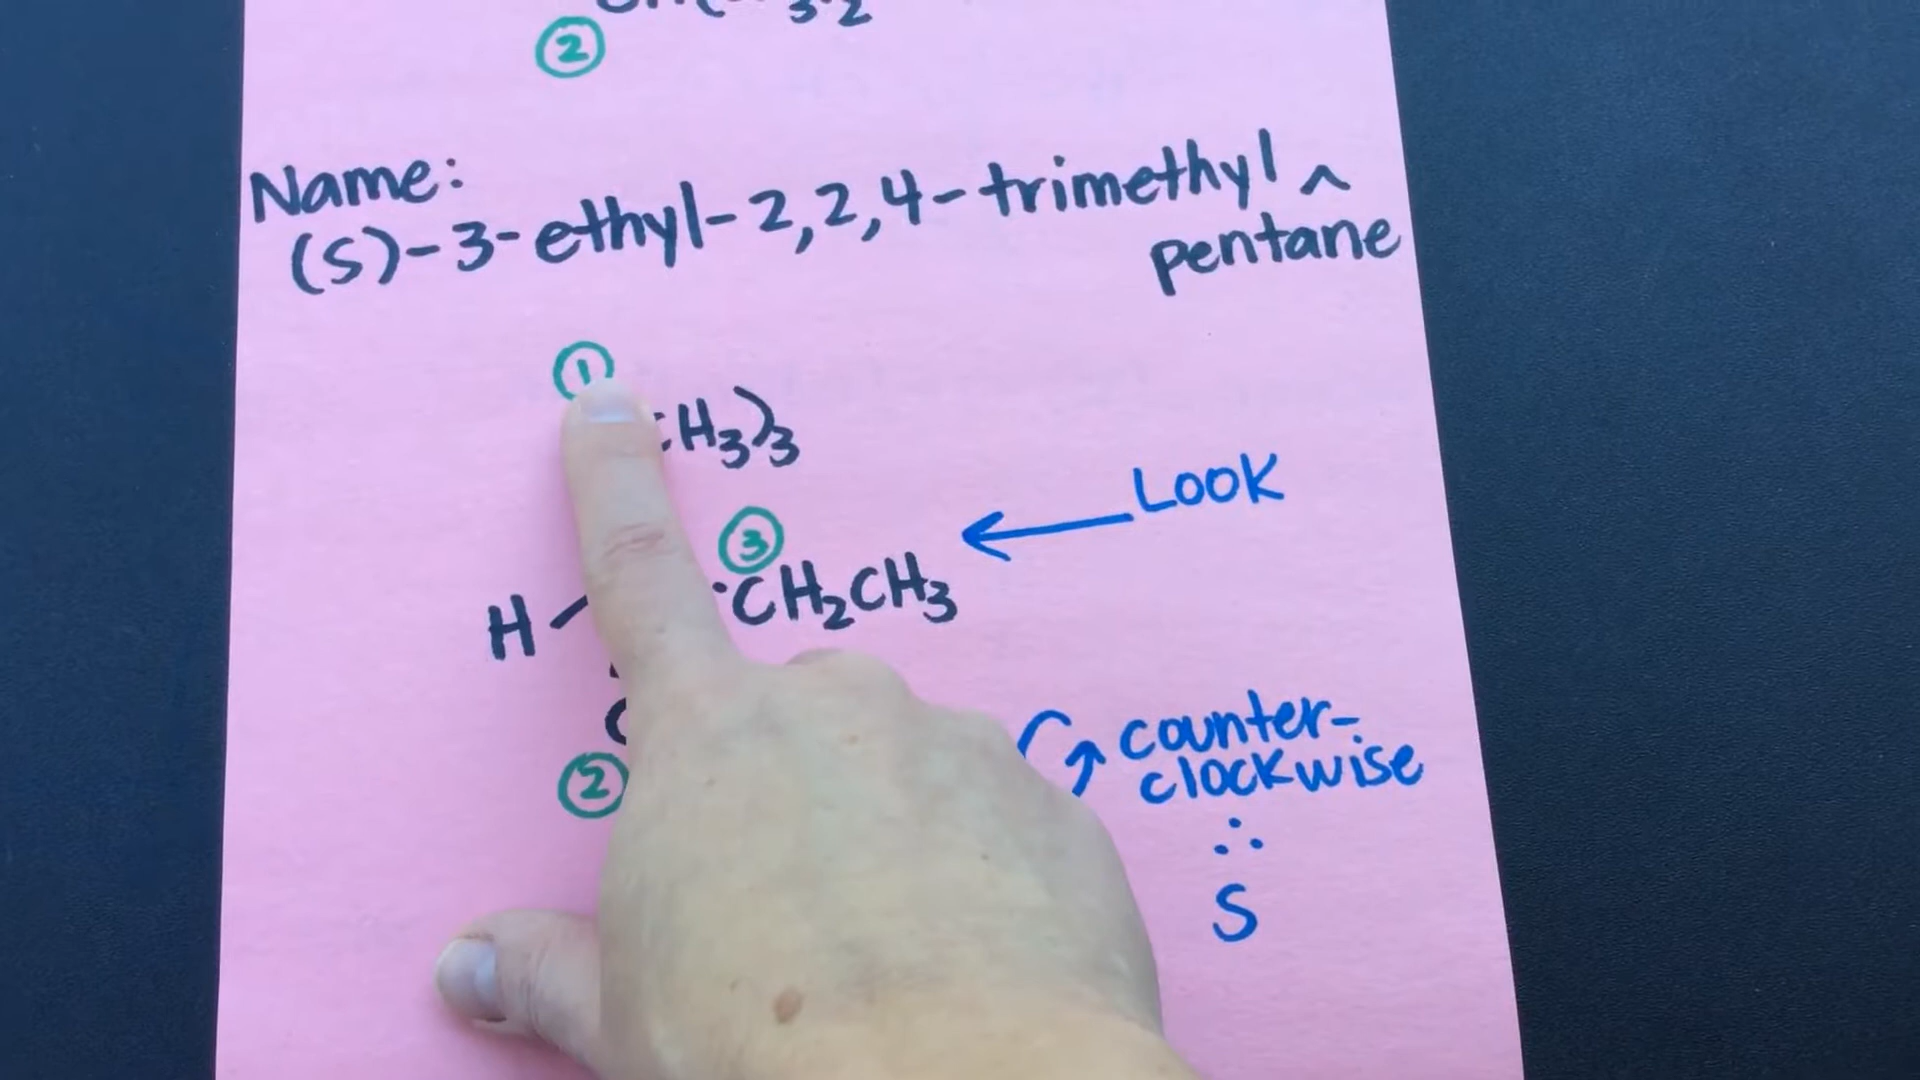 ②
Name:
(S)-3-ethyl-2,2,4-trimethyl ^
pentane
①
CH₃)₃
LOOK
③
H CH₂CH₃
②
counter-
clockwise
∴
S